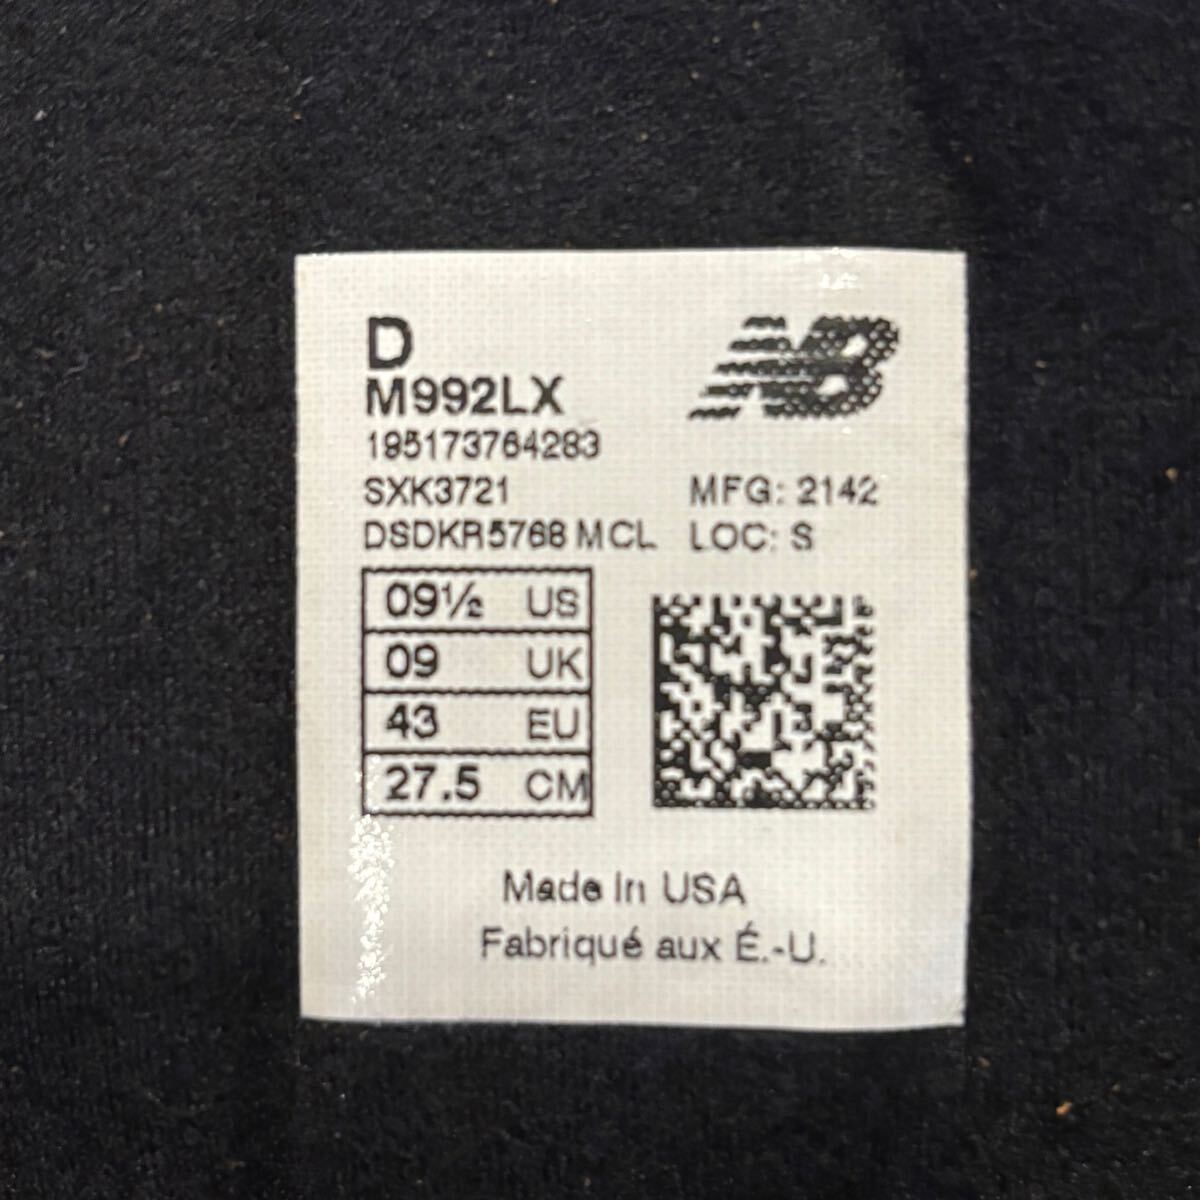 D
NB
M992LX
195173764283
SXK3721 MFG: 2142
DSDKR5768 MCL LOC: S
09½ US
09 UK
43 EU
27.5 CM
Made In USA
Fabriqué aux É.-U.